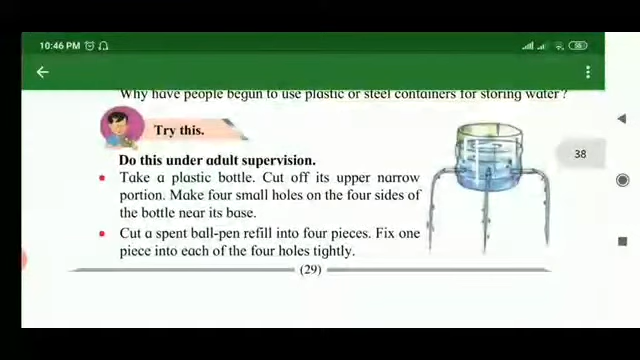 10:46 PM
56
Why have people begun to use plastic or steel containers for storing water?
Try this.
Do this under adult supervision.
• Take a plastic bottle. Cut off its upper narrow
portion. Make four small holes on the four sides of
the bottle near its base.
• Cut a spent ball-pen refill into four pieces. Fix one
piece into each of the four holes tightly.
(29)
38